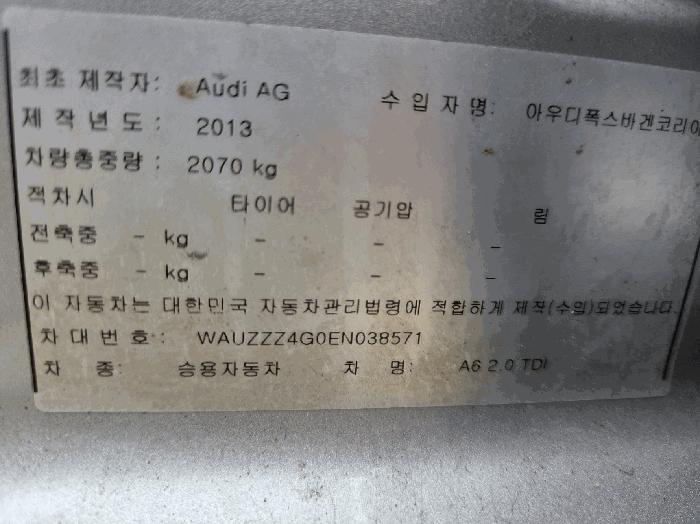 최초 제작자: Audi AG 수입자명: 아우디폭스바겐코리아
제작년도: 2013
차량총중량: 2070 kg
적차시 타이어 공기압 림
전축중 - kg - - -
후축중 - kg - - -
이 자동차는 대한민국 자동차관리법령에 적합하게 제작(수입)되었습니다.
차대번호: WAUZZZ4G0EN038571
차 종: 승용자동차 차 명: A6 2.0 TDI